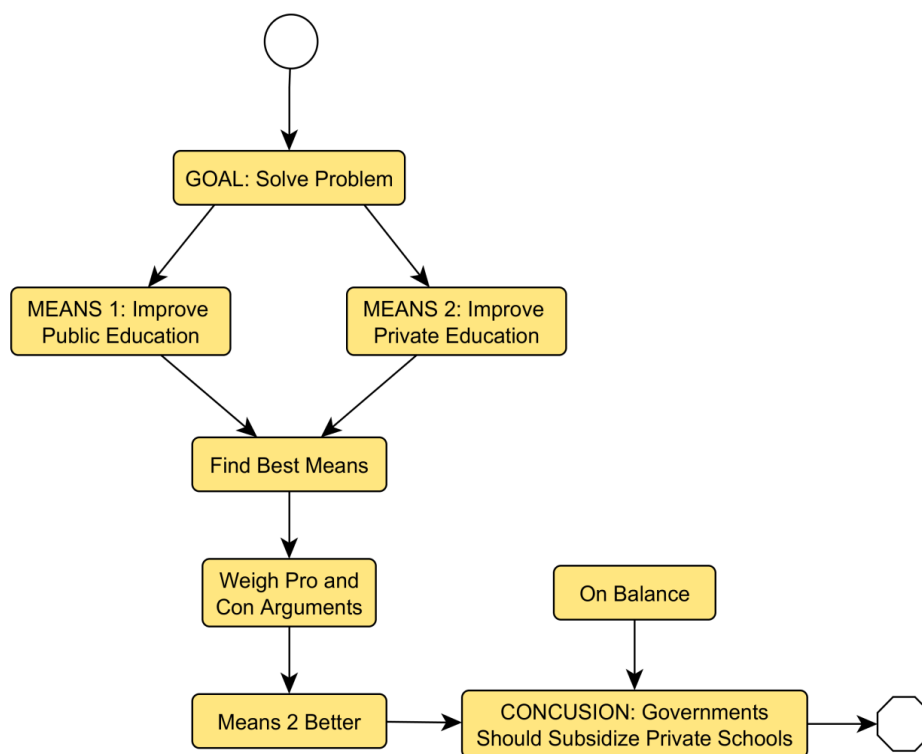 GOAL: Solve Problem
MEANS 1: Improve
Public Education
MEANS 2: Improve
Private Education
Find Best Means
Weigh Pro and
Con Arguments
On Balance
Means 2 Better
CONCUSION: Governments
Should Subsidize Private Schools